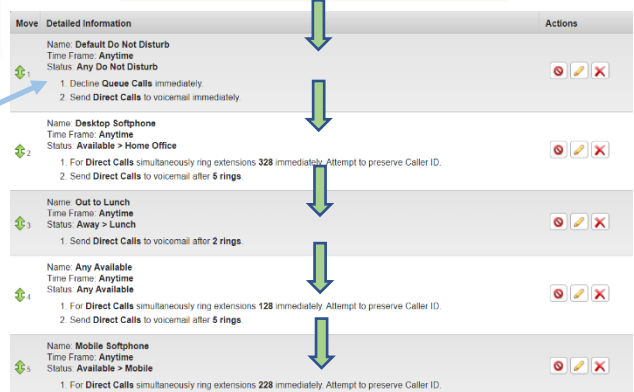 Move Detailed Information Actions
Name: Default Do Not Disturb
Time Frame: Anytime
Status: Any Do Not Disturb
1
1. Decline Queue Calls immediately.
2. Send Direct Calls to voicemail immediately.
Name: Desktop Softphone
Time Frame: Anytime
Status: Available > Home Office
2
1. For Direct Calls simultaneously ring extensions 328 immediately. Attempt to preserve Caller ID.
2. Send Direct Calls to voicemail after 5 rings.
Name: Out to Lunch
Time Frame: Anytime
Status: Away > Lunch
3
1. Send Direct Calls to voicemail after 2 rings.
Name: Any Available
Time Frame: Anytime
Status: Any Available
4
1. For Direct Calls simultaneously ring extensions 128 immediately. Attempt to preserve Caller ID.
2. Send Direct Calls to voicemail after 5 rings.
Name: Mobile Softphone
Time Frame: Anytime
Status: Available > Mobile
5
1. For Direct Calls simultaneously ring extensions 228 immediately. Attempt to preserve Caller ID.